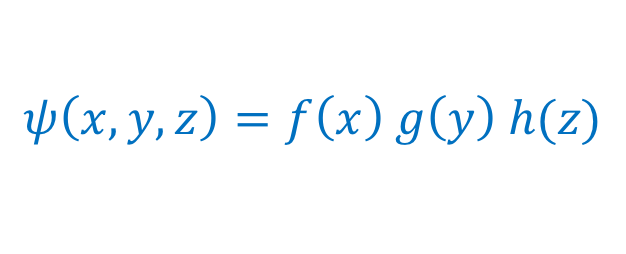 ψ(x, y, z) = f(x) g(y) h(z)